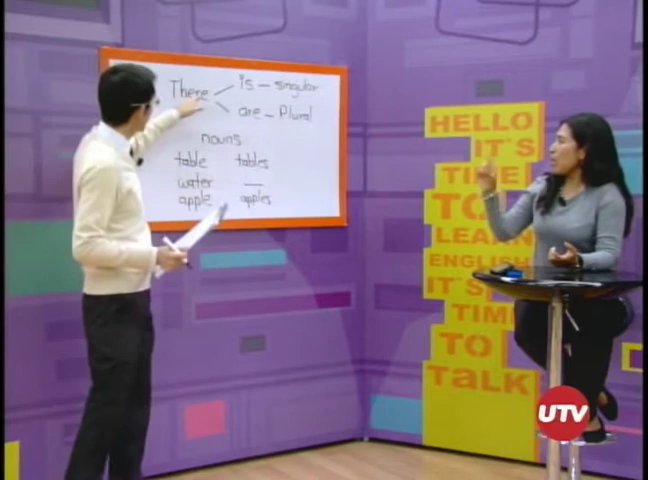 There is – singular
are – Plural
nouns
table tables
water —
apple apples
HELLO
IT'S
TIME
TO
LEARN
ENGLISH
IT'S
TIM
TO
TaLK
UTV